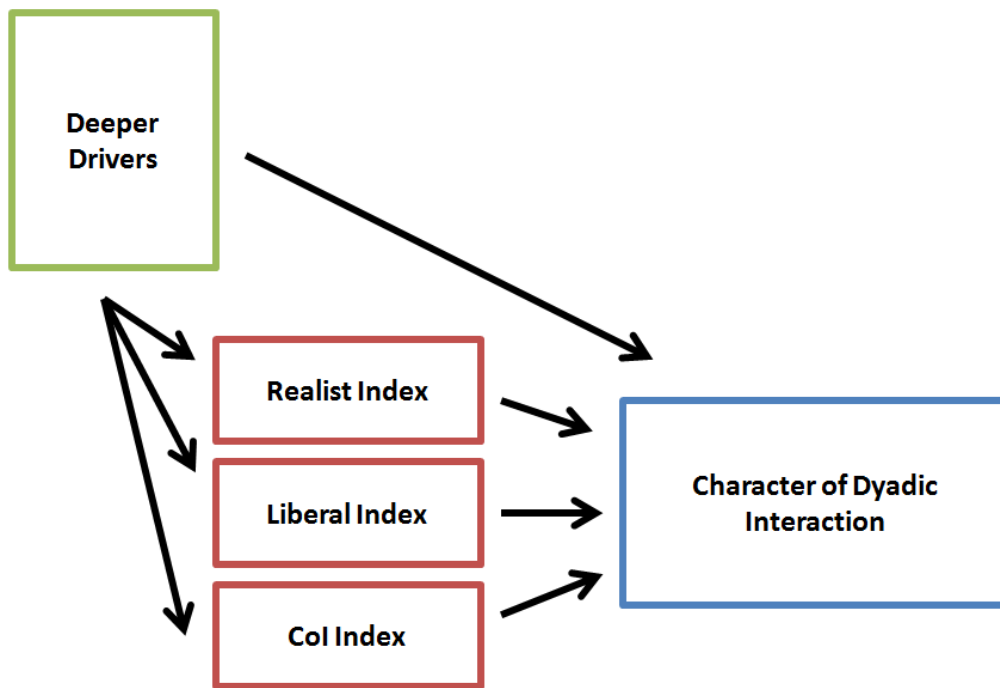 Deeper
Drivers
Realist Index
Liberal Index
CoI Index
Character of Dyadic
Interaction